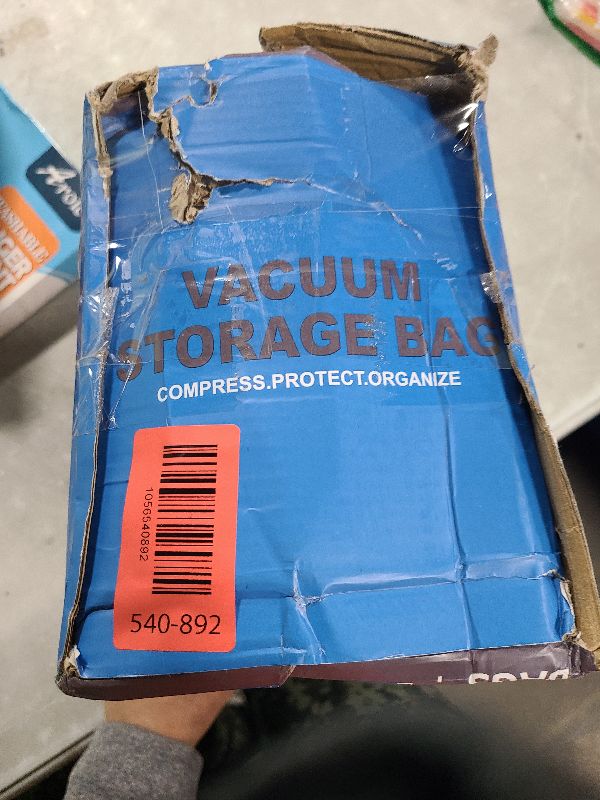 VACUUM
STORAGE BAG
COMPRESS.PROTECT.ORGANIZE
1056540892
540-892